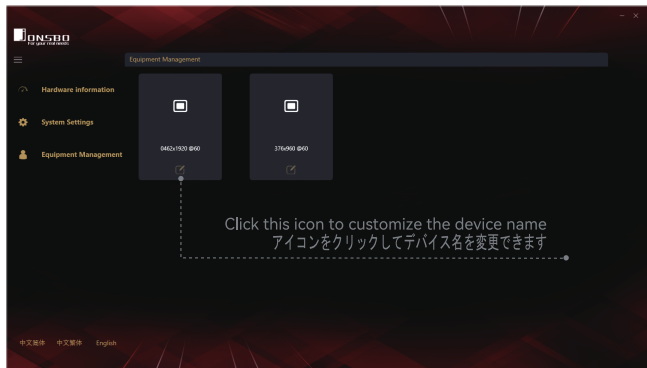 JONSBO
For your real needs
Equipment Management
Hardware information
System Settings
Equipment Management
0462x1920 @60
376x960 @60
Click this icon to customize the device name
アイコンをクリックしてデバイス名を変更できます
中文简体 中文繁体 English